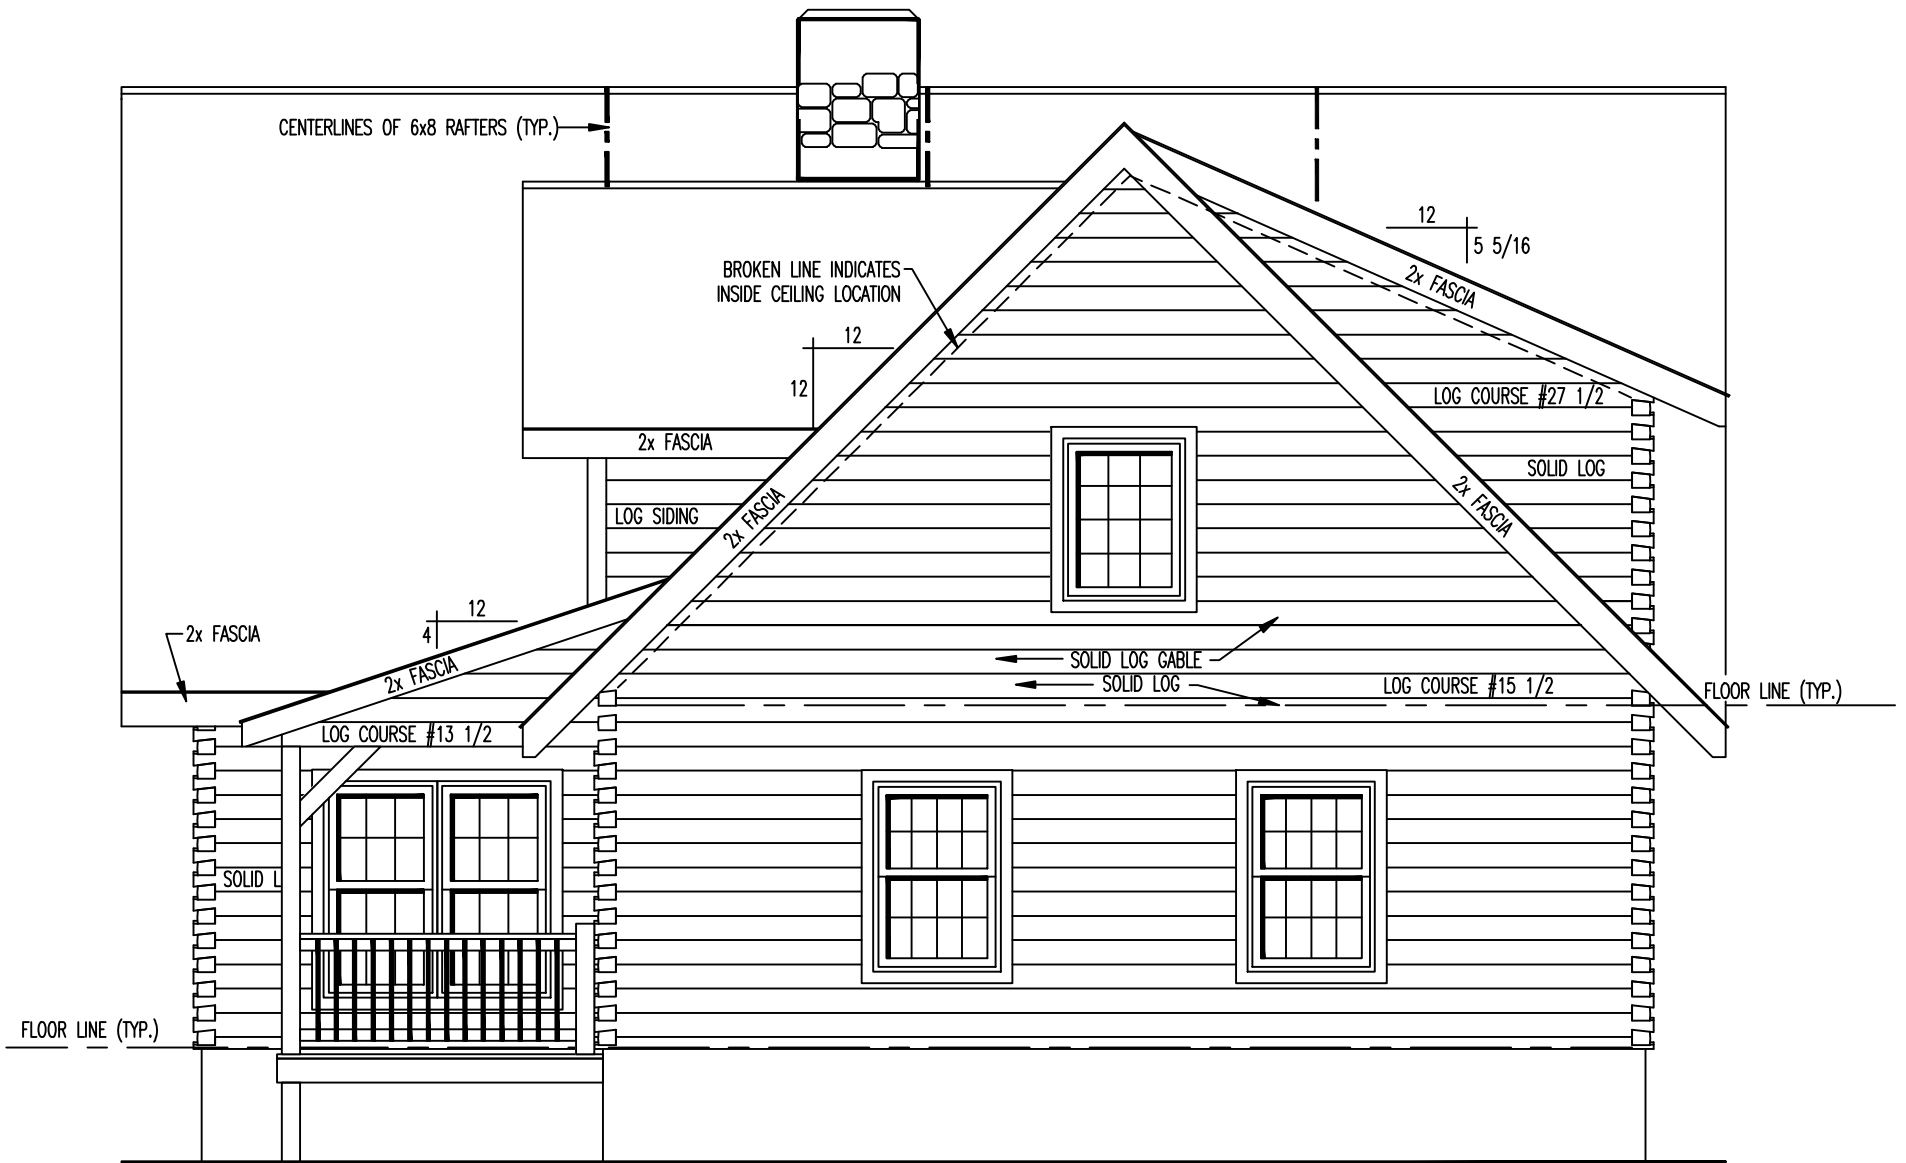 CENTERLINES OF 6x8 RAFTERS (TYP.)
12
5 5/16
BROKEN LINE INDICATES
INSIDE CEILING LOCATION
2x FASCIA
12
12
LOG COURSE #27 1/2
2x FASCIA
SOLID LOG
2x FASCIA
2x FASCIA
LOG SIDING
12
4
2x FASCIA
2x FASCIA
SOLID LOG GABLE
SOLID LOG
LOG COURSE #15 1/2
FLOOR LINE (TYP.)
LOG COURSE #13 1/2
SOLID L
FLOOR LINE (TYP.)